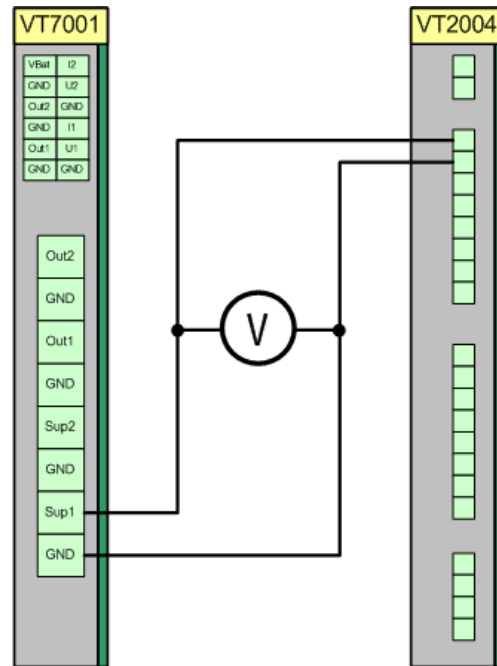 VT7001
VT2004
VBat I2
GND U2
Out2 GND
GND I1
Out1 U1
GND GND
Out2
GND
Out1
GND
Sup2
GND
Sup1
GND
V